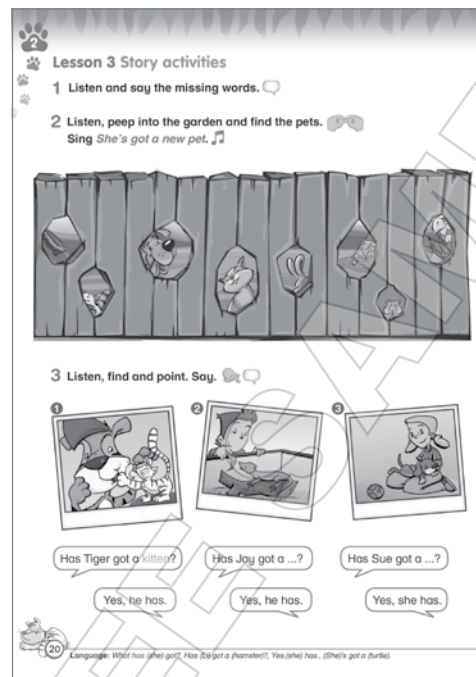 2
Lesson 3 Story activities
1 Listen and say the missing words.
2 Listen, peep into the garden and find the pets.
Sing She's got a new pet.
3 Listen, find and point. Say.
1
2
3
Has Tiger got a kitten?
Has Jay got a ...?
Has Sue got a ...?
Yes, he has.
Yes, he has.
Yes, she has.
20
Language: What has (she) got?, Has (Li) got a (hamster)?, Yes (she) has., (She)'s got a (turtle).